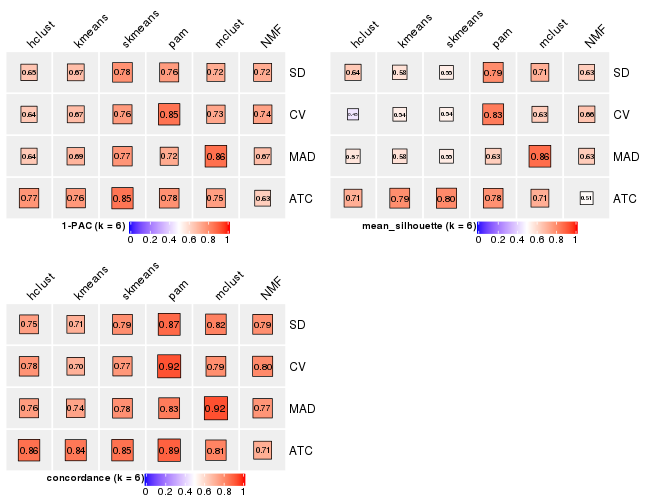 hclust kmeans skmeans pam mclust NMF
0.65 0.67 0.78 0.76 0.72 0.72 SD
0.64 0.67 0.76 0.85 0.73 0.74 CV
0.64 0.69 0.77 0.72 0.86 0.67 MAD
0.77 0.76 0.85 0.78 0.75 0.63 ATC
1-PAC (k = 6)
0 0.2 0.4 0.6 0.8 1
hclust kmeans skmeans pam mclust NMF
0.64 0.58 0.55 0.79 0.71 0.63 SD
0.54 0.54 0.83 0.63 0.66 CV
0.57 0.58 0.55 0.63 0.86 0.63 MAD
0.71 0.79 0.80 0.78 0.71 0.51 ATC
mean_silhouette (k = 6)
0 0.2 0.4 0.6 0.8 1
hclust kmeans skmeans pam mclust NMF
0.75 0.71 0.79 0.87 0.82 0.79 SD
0.78 0.70 0.77 0.92 0.79 0.80 CV
0.76 0.74 0.78 0.83 0.92 0.77 MAD
0.86 0.84 0.85 0.89 0.81 0.71 ATC
concordance (k = 6)
0 0.2 0.4 0.6 0.8 1